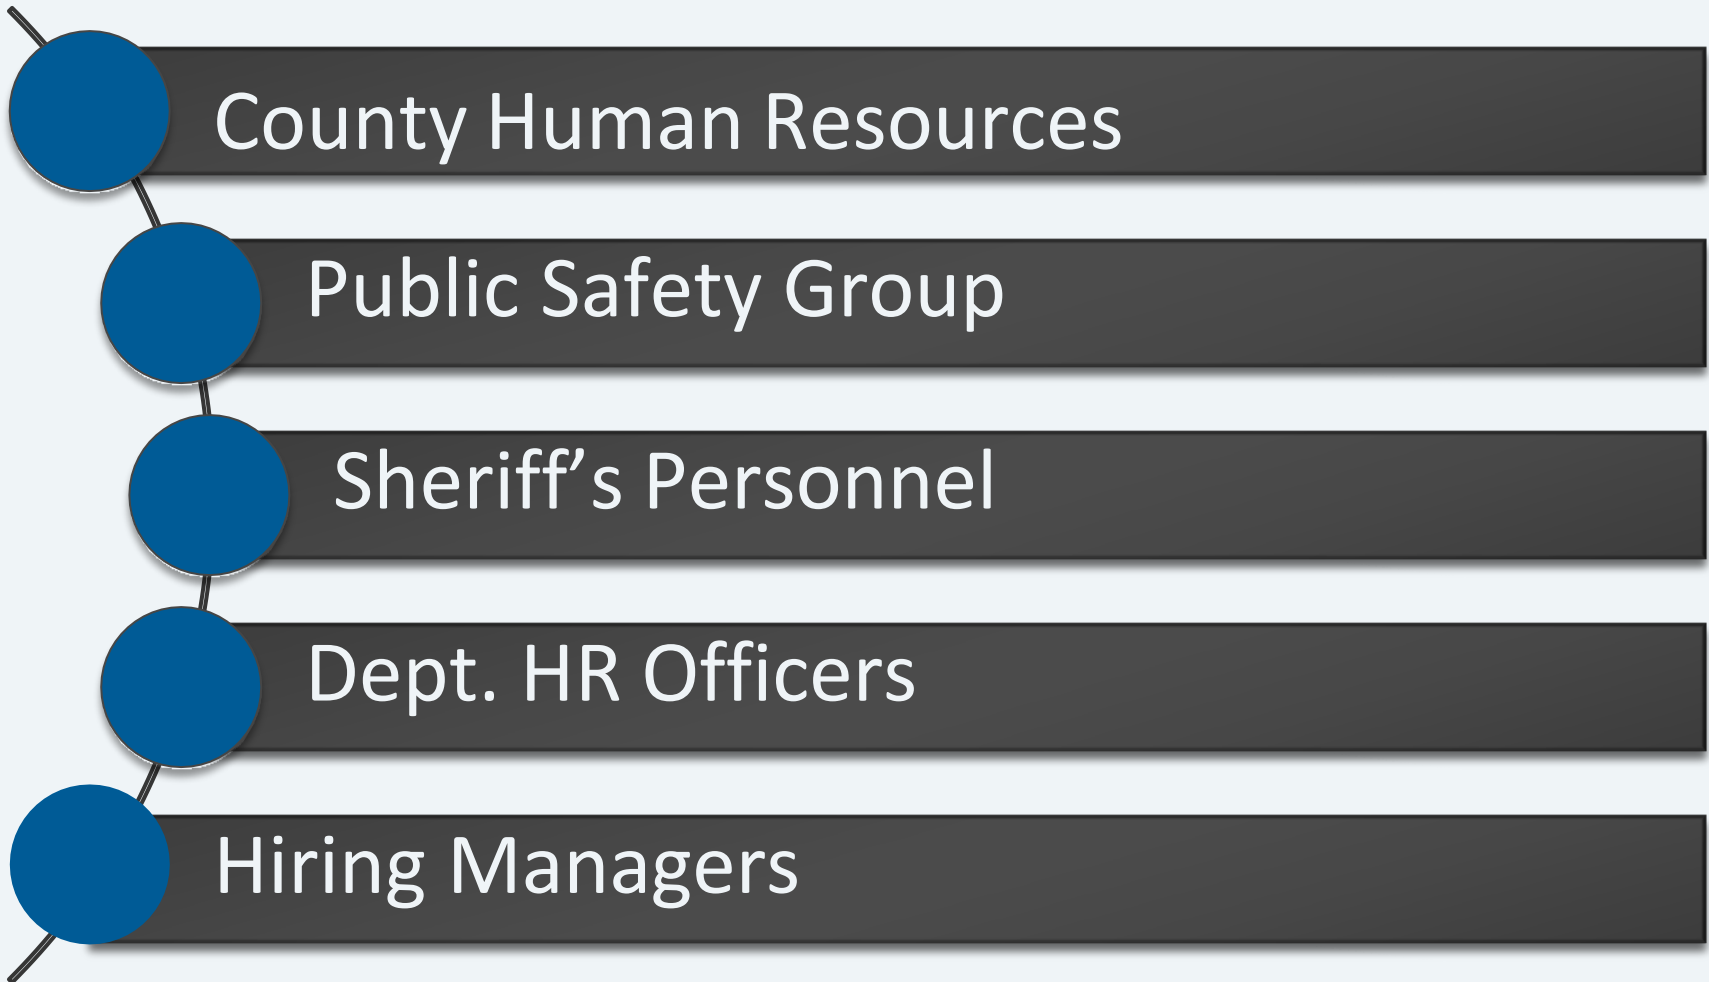 County Human Resources
Public Safety Group
Sheriff’s Personnel
Dept. HR Officers
Hiring Managers